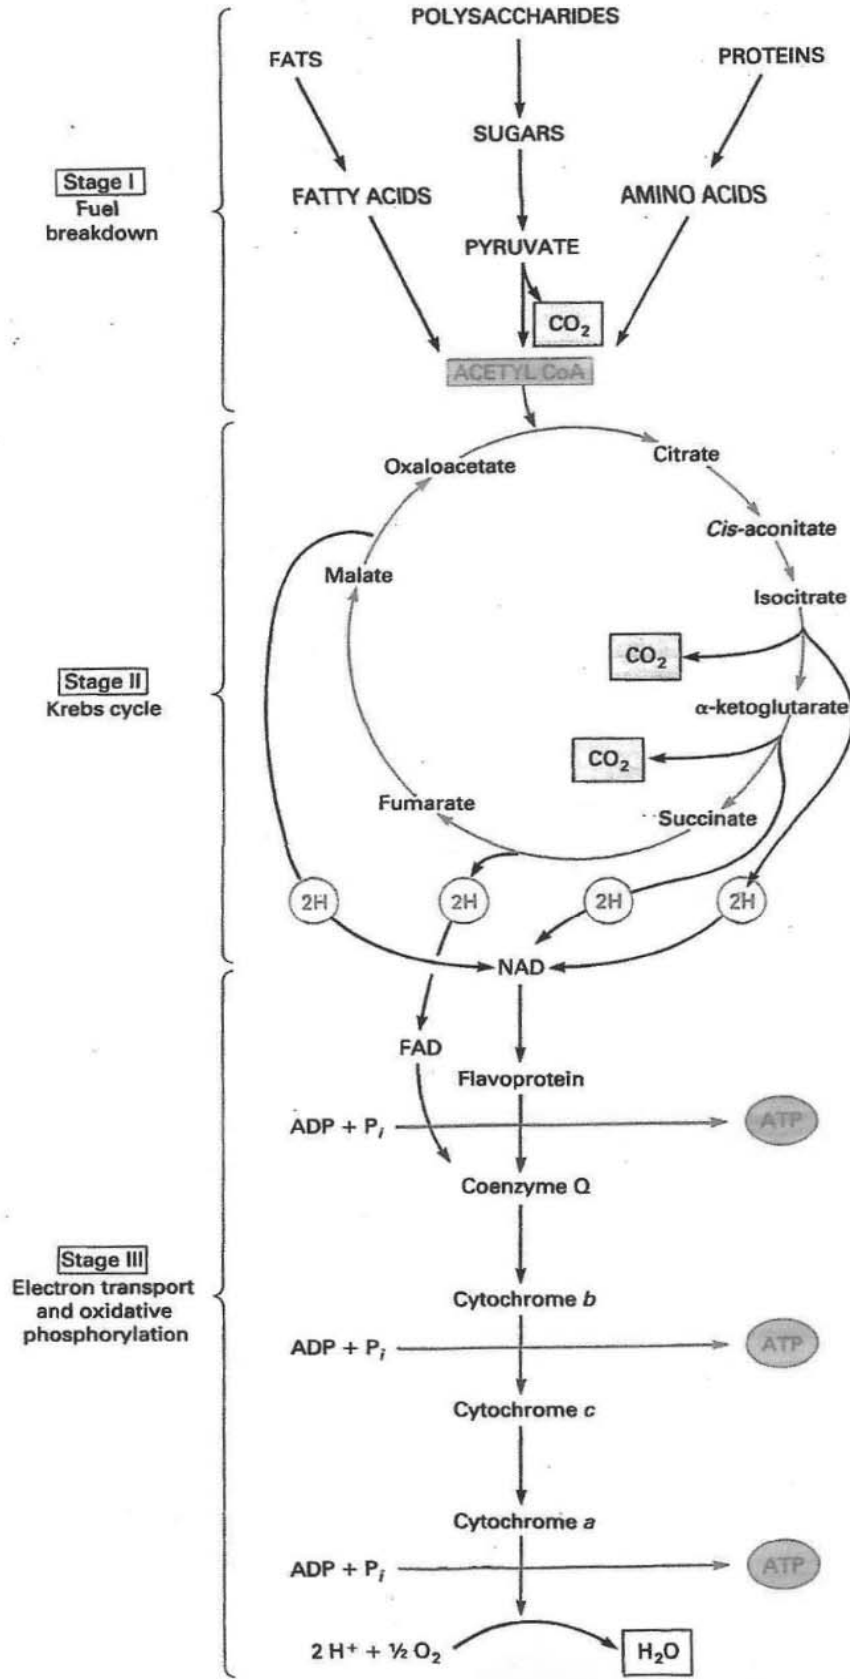 POLYSACCHARIDES
FATS
PROTEINS
SUGARS
Stage I
Fuel
breakdown
FATTY ACIDS
AMINO ACIDS
PYRUVATE
CO₂
ACETYL CoA
Oxaloacetate
Citrate
Cis-aconitate
Malate
Isocitrate
CO₂
Stage II
Krebs cycle
α-ketoglutarate
CO₂
Fumarate
Succinate
2H
2H
2H
2H
NAD
FAD
Flavoprotein
ADP + Pᵢ
ATP
Coenzyme Q
Stage III
Electron transport
and oxidative
phosphorylation
Cytochrome b
ADP + Pᵢ
ATP
Cytochrome c
Cytochrome a
ADP + Pᵢ
ATP
2 H⁺ + ½ O₂
H₂O